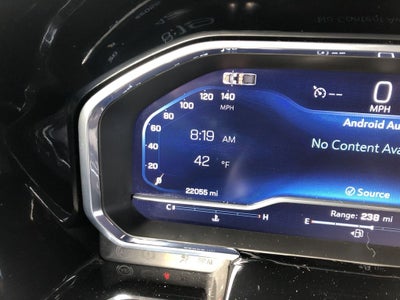 140
120
MPH
100
80
60
40
20
8:19 AM
42 °F
22055 mi
0
MPH
Android Au
No Content Ava
Source
C H
E Range: 238 mi